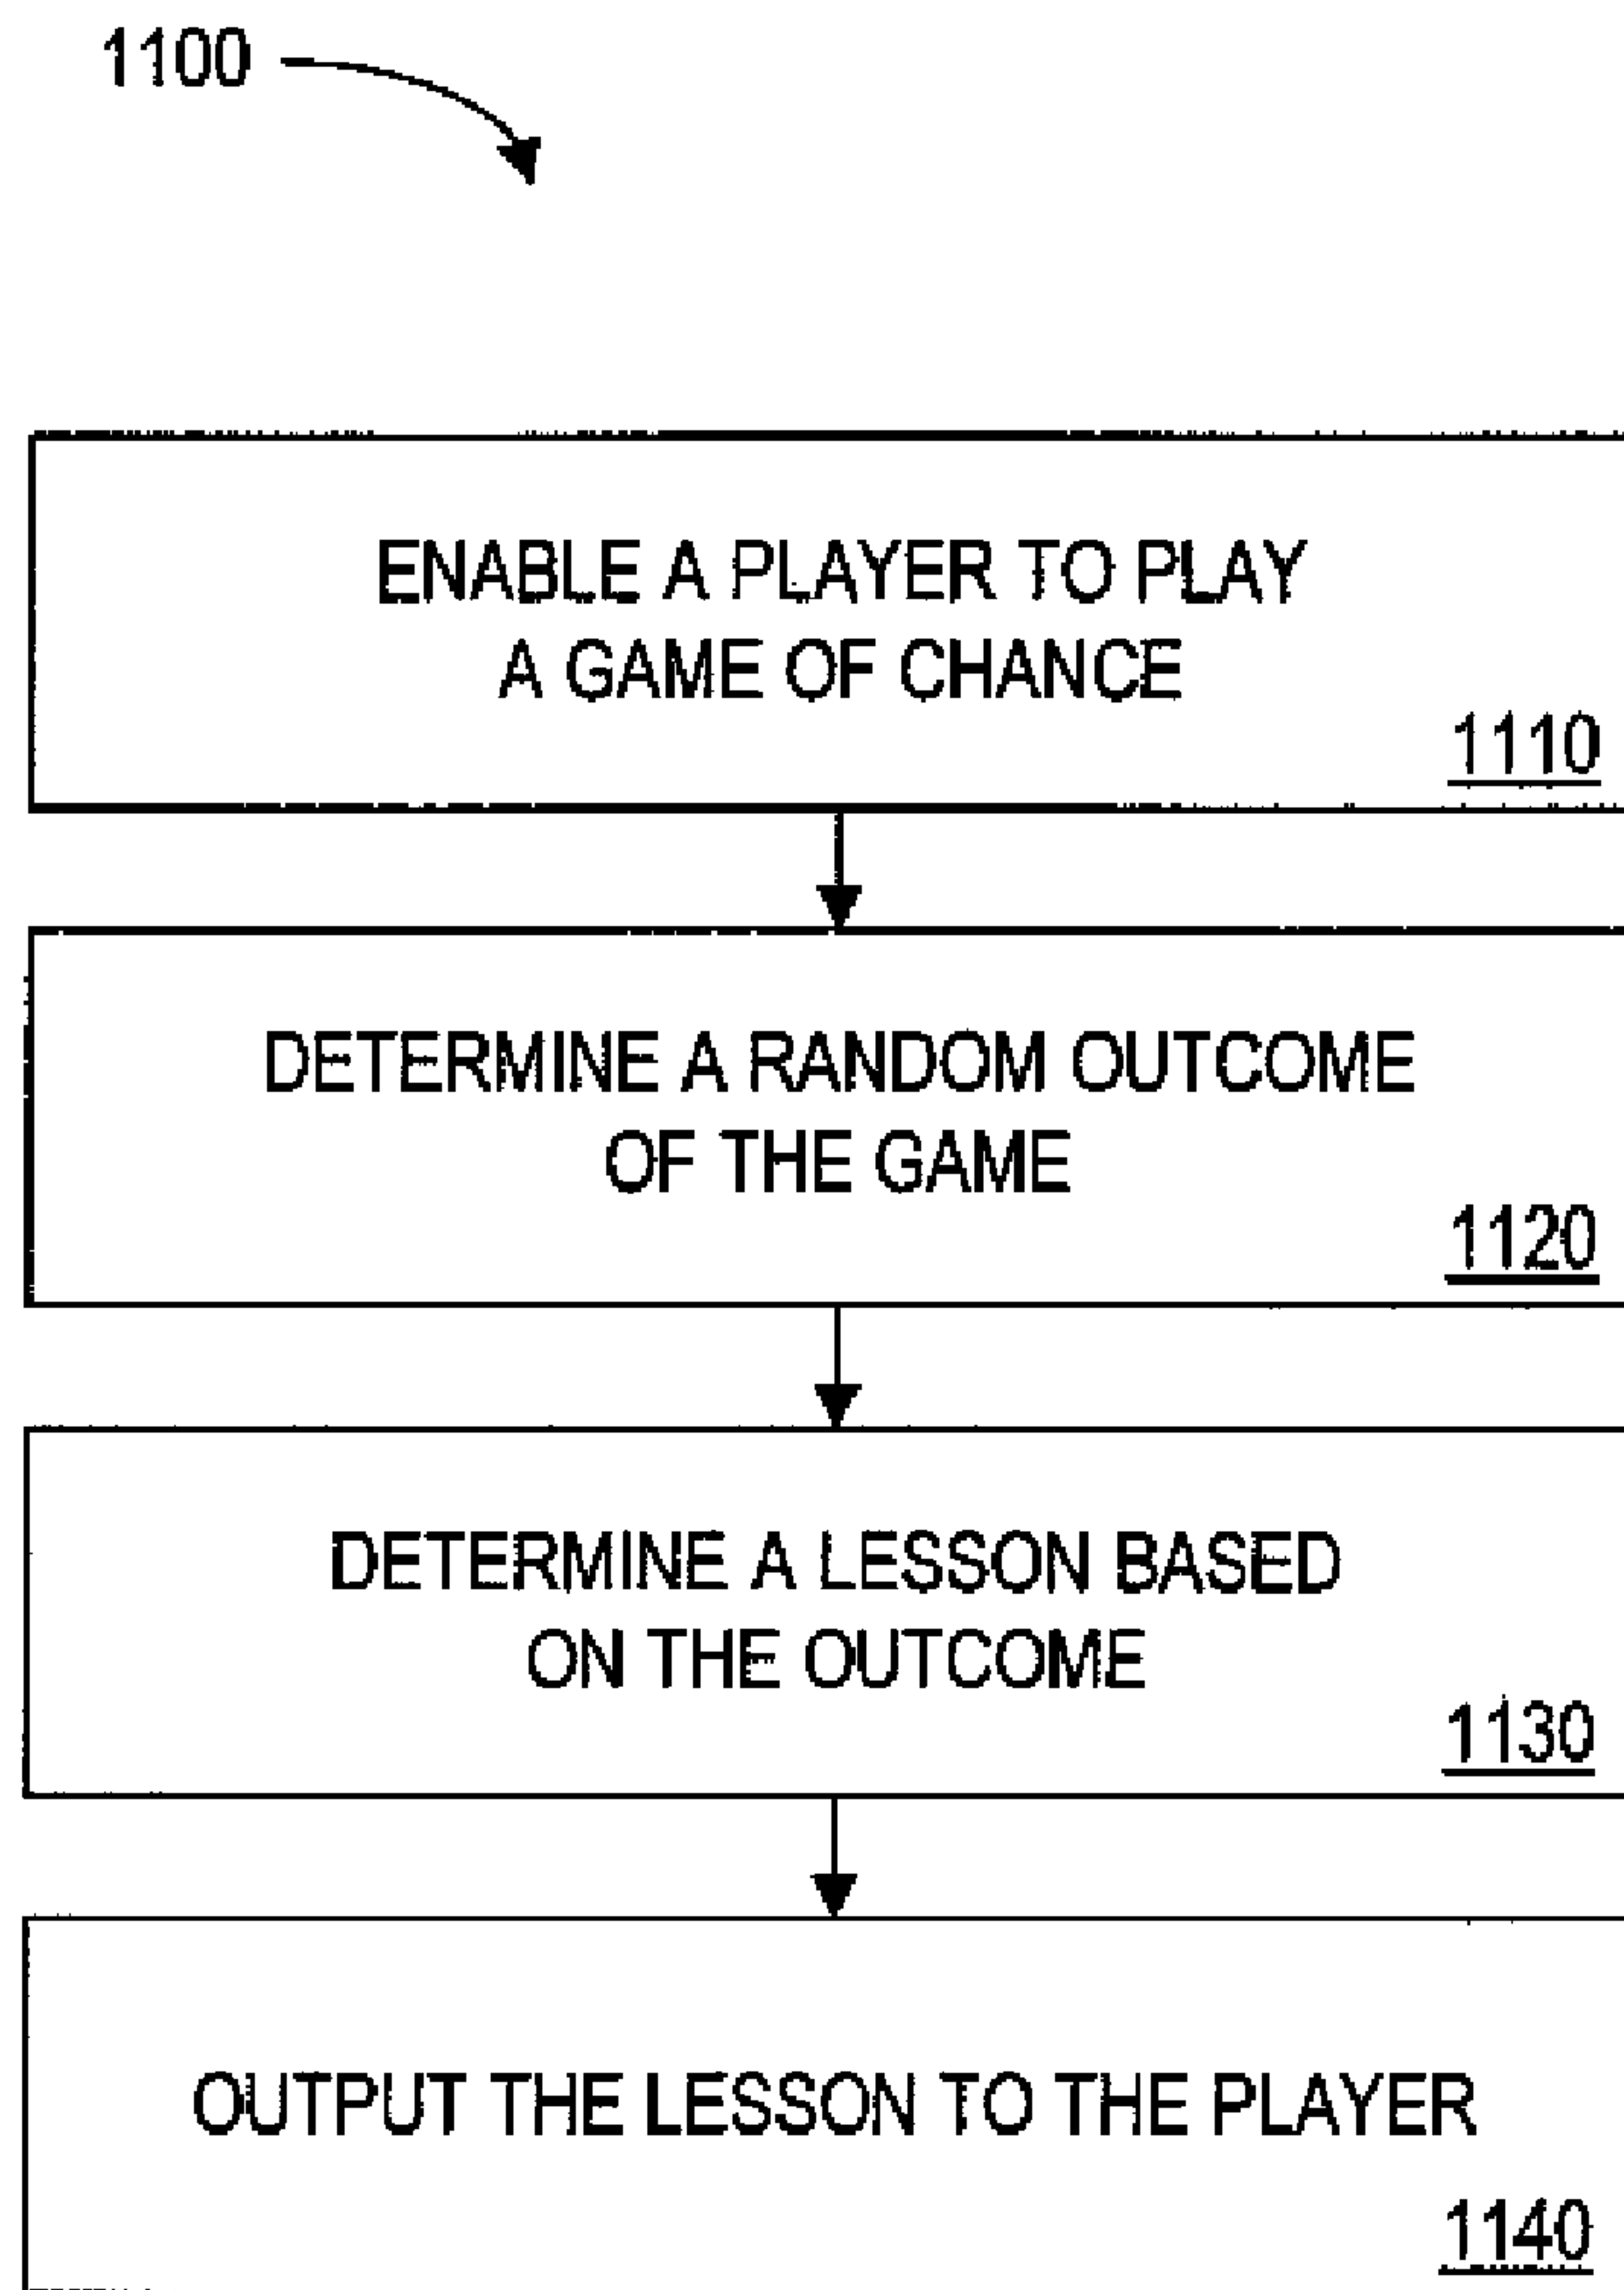 1100
ENABLE A PLAYER TO PLAY
A GAME OF CHANCE
1110
DETERMINE A RANDOM OUTCOME
OF THE GAME
1120
DETERMINE A LESSON BASED
ON THE OUTCOME
1130
OUTPUT THE LESSON TO THE PLAYER
1140